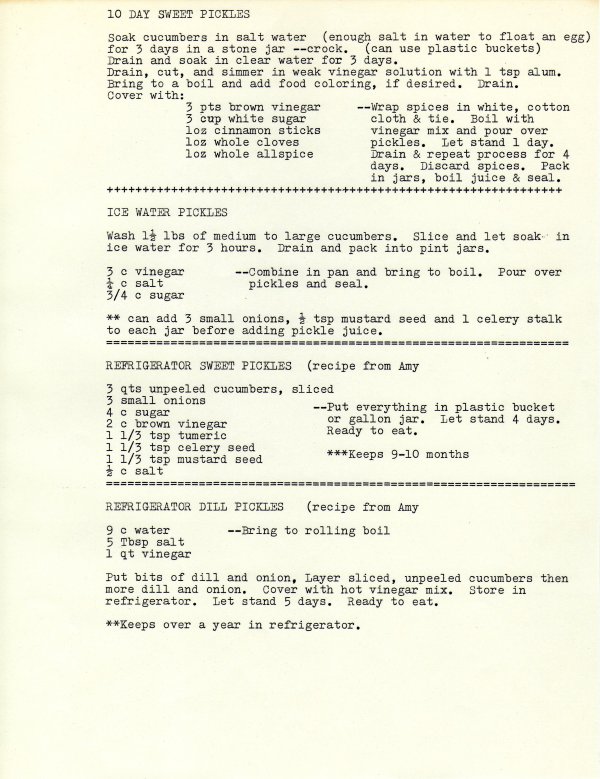 10 DAY SWEET PICKLES
Soak cucumbers in salt water (enough salt in water to float an egg)
for 3 days in a stone jar --crock. (can use plastic buckets)
Drain and soak in clear water for 3 days.
Drain, cut, and simmer in weak vinegar solution with 1 tsp alum.
Bring to a boil and add food coloring, if desired. Drain.
Cover with:
3 pts brown vinegar --Wrap spices in white, cotton
3 cup white sugar cloth & tie. Boil with
1oz cinnamon sticks vinegar mix and pour over
1oz whole cloves pickles. Let stand 1 day.
1oz whole allspice Drain & repeat process for 4
days. Discard spices. Pack
in jars, boil juice & seal.
++++++++++++++++++++++++++++++++++++++++++++++++++++++++++++++++
ICE WATER PICKLES
Wash 1½ lbs of medium to large cucumbers. Slice and let soak in
ice water for 3 hours. Drain and pack into pint jars.
3 c vinegar --Combine in pan and bring to boil. Pour over
¼ c salt pickles and seal.
3/4 c sugar
** can add 3 small onions, ½ tsp mustard seed and 1 celery stalk
to each jar before adding pickle juice.
=================================================================
REFRIGERATOR SWEET PICKLES (recipe from Amy
3 qts unpeeled cucumbers, sliced
3 small onions
4 c sugar --Put everything in plastic bucket
2 c brown vinegar or gallon jar. Let stand 4 days.
1 1/3 tsp tumeric Ready to eat.
1 1/3 tsp celery seed
1 1/3 tsp mustard seed ***Keeps 9-10 months
½ c salt
==================================================================
REFRIGERATOR DILL PICKLES (recipe from Amy
9 c water --Bring to rolling boil
5 Tbsp salt
1 qt vinegar
Put bits of dill and onion, Layer sliced, unpeeled cucumbers then
more dill and onion. Cover with hot vinegar mix. Store in
refrigerator. Let stand 5 days. Ready to eat.
**Keeps over a year in refrigerator.